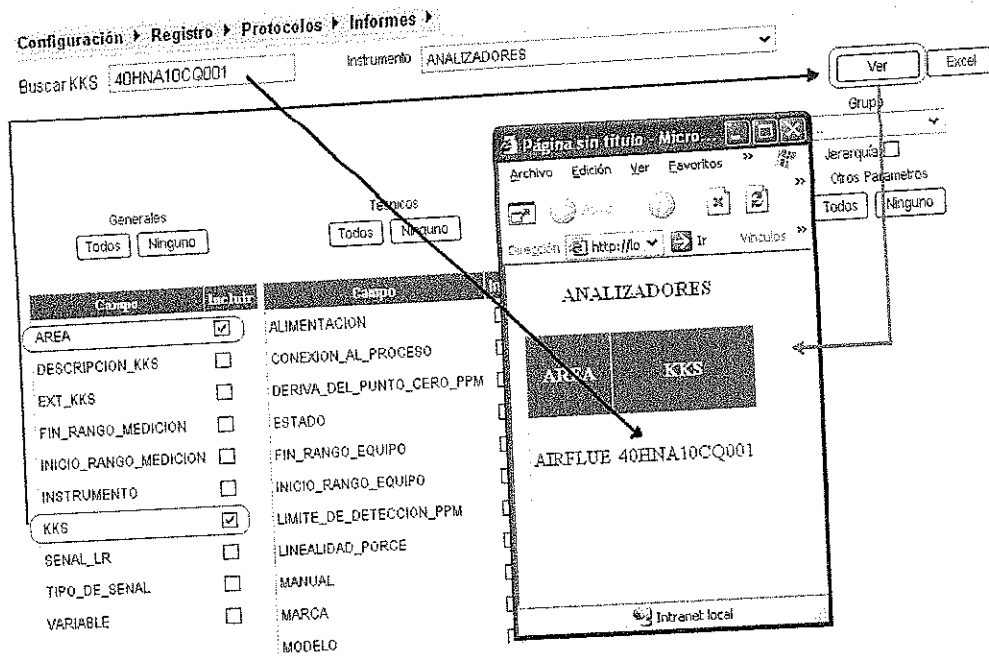 Configuración Registro Protocolos Informes
Buscar KKS 40HNA10CQ001 Instrumento ANALIZADORES Ver Excel
Grupo
..
Jerarquía
Otros Parametros
Todos Ninguno
Generales
Todos Ninguno
Técnicos
Todos Ninguno
Campo Incluir
AREA
DESCRIPCION_KKS
EXT_KKS
FIN_RANGO_MEDICION
INICIO_RANGO_MEDICION
INSTRUMENTO
KKS
SENAL_LR
TIPO_DE_SENAL
VARIABLE
Campo In
ALIMENTACION
CONEXION_AL_PROCESO
DERIVA_DEL_PUNTO_CERO_PPM
ESTADO
FIN_RANGO_EQUIPO
INICIO_RANGO_EQUIPO
LIMITE_DE_DETECCION_PPM
LINEALIDAD_PORCE
MANUAL
MARCA
MODELO
Página sin título - Micro...
Archivo Edición Ver Favoritos »
»
Dirección http://lo Ir Vínculos »
ANALIZADORES
AREA KKS
AIRFLUE 40HNA10CQ001
Intranet local